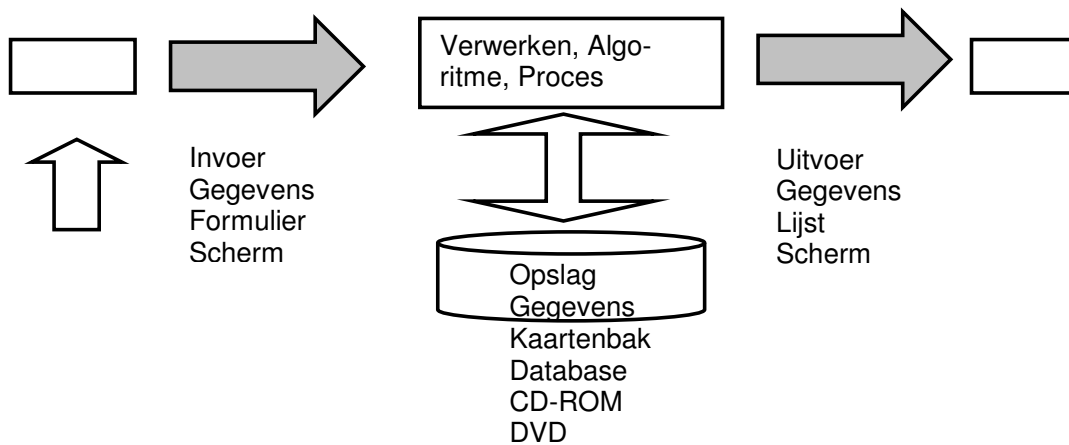 Verwerken, Algo-
ritme, Proces
Invoer
Gegevens
Formulier
Scherm
Uitvoer
Gegevens
Lijst
Scherm
Opslag
Gegevens
Kaartenbak
Database
CD-ROM
DVD